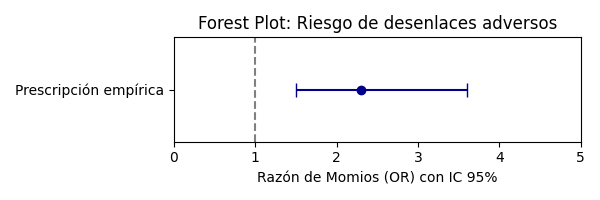 Forest Plot: Riesgo de desenlaces adversos
Prescripción empírica
0 1 2 3 4 5
Razón de Momios (OR) con IC 95%